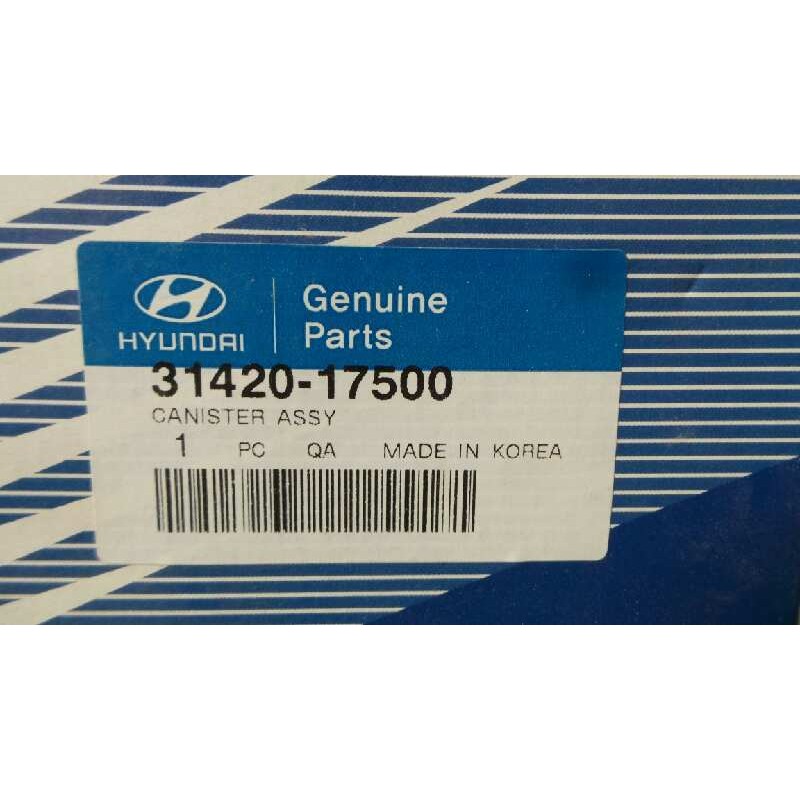 HYUNDAI
Genuine
Parts
31420-17500
CANISTER ASSY
1 PC QA MADE IN KOREA